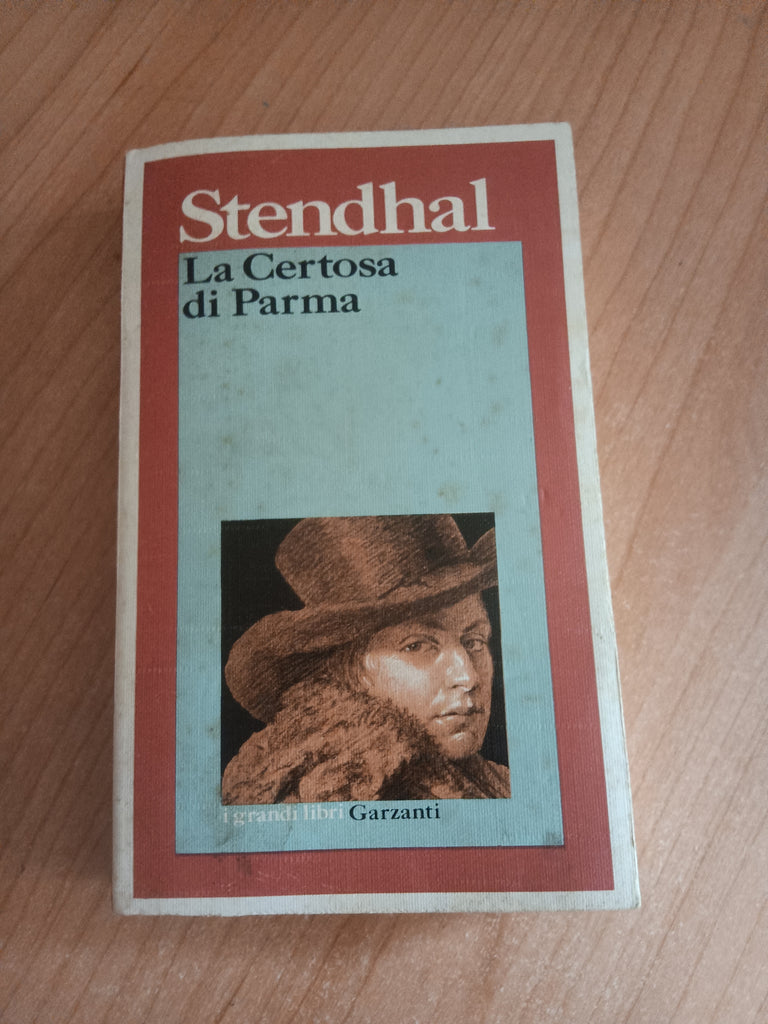 Stendhal
La Certosa
di Parma
i grandi libri Garzanti